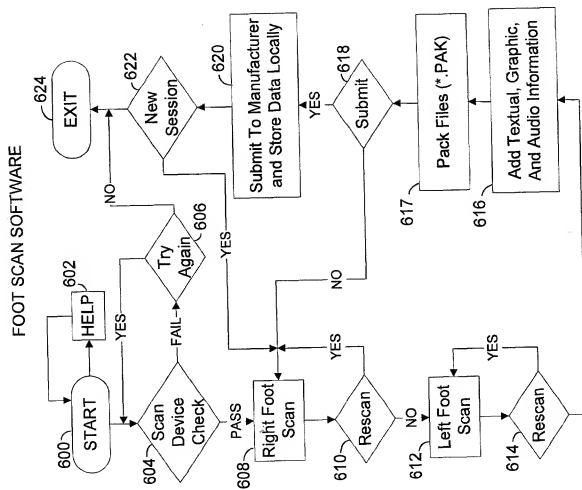 FOOT SCAN SOFTWARE
600
START
602
HELP
YES
604
Scan
Device
Check
FAIL
Try
Again
606
NO
PASS
608
Right Foot
Scan
610
Rescan
YES
NO
612
Left Foot
Scan
614
Rescan
YES
616
Add Textual, Graphic,
And Audio Information
617
Pack Files (*.PAK)
Submit
618
NO
YES
620
Submit To Manufacturer
and Store Data Locally
New
Session
622
YES
624
EXIT